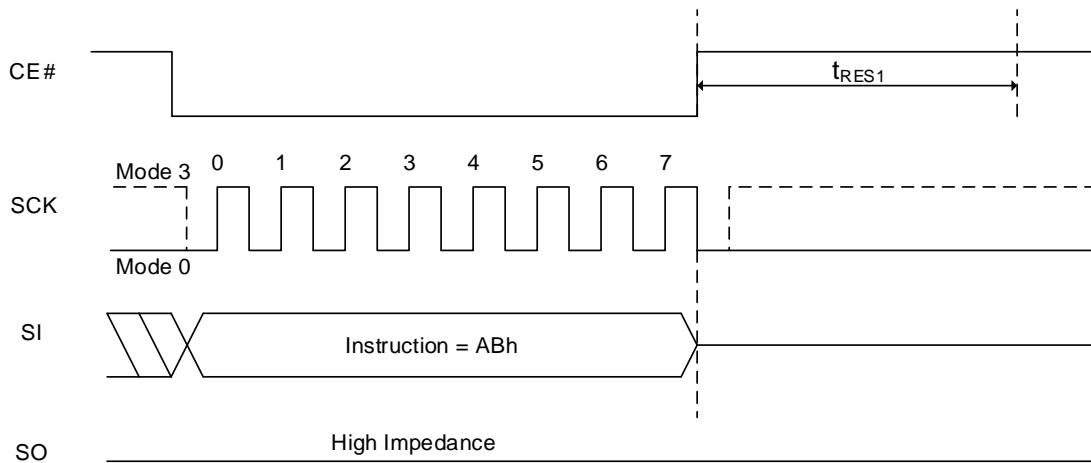 CE#
tRES1
Mode 3
0 1 2 3 4 5 6 7
SCK
Mode 0
SI
Instruction = ABh
SO
High Impedance